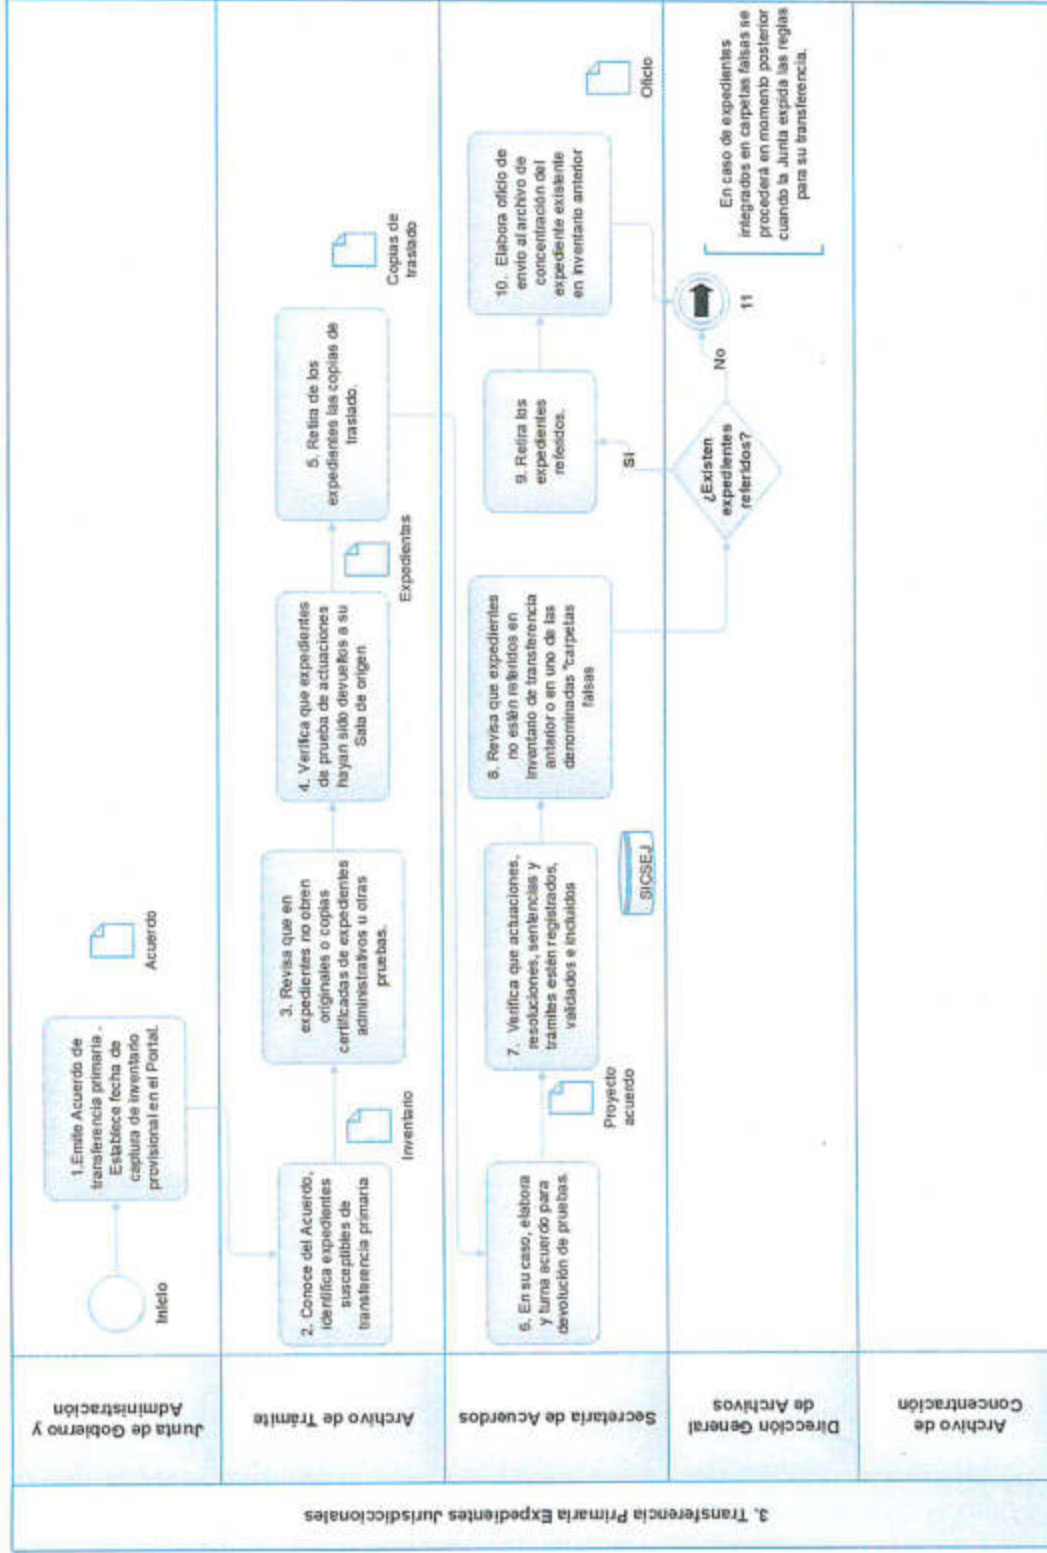 3. Transferencia Primaria Expedientes Jurisdiccionales
Junta de Gobierno y
Administración
Inicio
1.Emite Acuerdo de
transferencia primaria .
Establece fecha de
captura de inventario
provisional en el Portal.
Acuerdo
Archivo de Trámite
2. Conoce del Acuerdo,
identifica expedientes
susceptibles de
transferencia primaria
Inventario
3. Revisa que en
expedientes no obren
originales o copias
certificadas de expedientes
administrativos u otras
pruebas.
4. Verifica que expedientes
de prueba de actuaciones
hayan sido devueltos a su
Sala de origen
Expedientes
5. Retira de los
expedientes las copias de
traslado.
Copias de
traslado
Secretaría de Acuerdos
6. En su caso, elabora
y turna acuerdo para
devolución de pruebas.
Proyecto
acuerdo
7. Verifica que actuaciones,
resoluciones, sentencias y
trámites estén registrados,
validados e incluidos
SICSEJ
8. Revisa que expedientes
no estén referidos en
inventario de transferencia
anterior o en uno de las
denominadas "carpetas
falsas
9. Retira los
expedientes
referidos.
10. Elabora oficio de
envío al archivo de
concentración del
expediente existente
en inventario anterior
Oficio
Dirección General
de Archivos
¿Existen
expedientes
referidos?
Si
No
11
En caso de expedientes
integrados en carpetas falsas se
procederá en momento posterior
cuando la Junta expida las reglas
para su transferencia.
Archivo de
Concentración